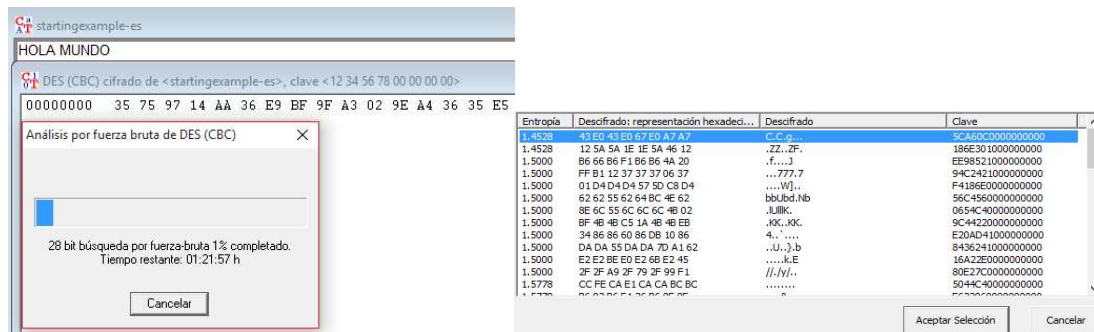 startingexample-es
HOLA MUNDO
DES (CBC) cifrado de <startingexample-es>, clave <12 34 56 78 00 00 00 00>
00000000 35 75 97 14 AA 36 E9 BF 9F A3 02 9E A4 36 35 E5
Análisis por fuerza bruta de DES (CBC)
28 bit búsqueda por fuerza-bruta 1% completado.
Tiempo restante: 01:21:57 h
Cancelar
Entropía Descifrado: representación hexadeci... Descifrado Clave
1.4528 43 E0 43 E0 67 E0 A7 A7 C.C.g... 5CA60C0000000000
1.4528 12 5A 5A 1E 1E 5A 46 12 .ZZ..ZF. 186E301000000000
1.5000 B6 66 B6 F1 B6 B6 4A 20 .f....J EE98521000000000
1.5000 FF B1 12 37 37 37 06 37 ...777.7 94C2421000000000
1.5000 01 D4 D4 D4 57 5D C8 D4 ....W].. F4186E0000000000
1.5000 62 62 55 62 64 BC 4E 62 bbUbd.Nb 56C4560000000000
1.5000 8E 6C 55 6C 6C 6C 4B 02 .lUlllK. 0654C40000000000
1.5000 BF 4B 4B C5 1A 4B 4B EB .KK..KK. 9C44220000000000
1.5000 34 86 86 60 86 DB 10 86 4..`.... E20AD41000000000
1.5000 DA DA 55 DA DA 7D A1 62 ..U..}.b 8436241000000000
1.5000 E2 E2 BE E0 E2 6B E2 45 .....k.E 16A22E0000000000
1.5000 2F 2F A9 2F 79 2F 99 F1 //./y/.. 80E27C0000000000
1.5778 CC FE CA E1 CA CA BC BC ........ 5044C40000000000
Aceptar Selección Cancelar